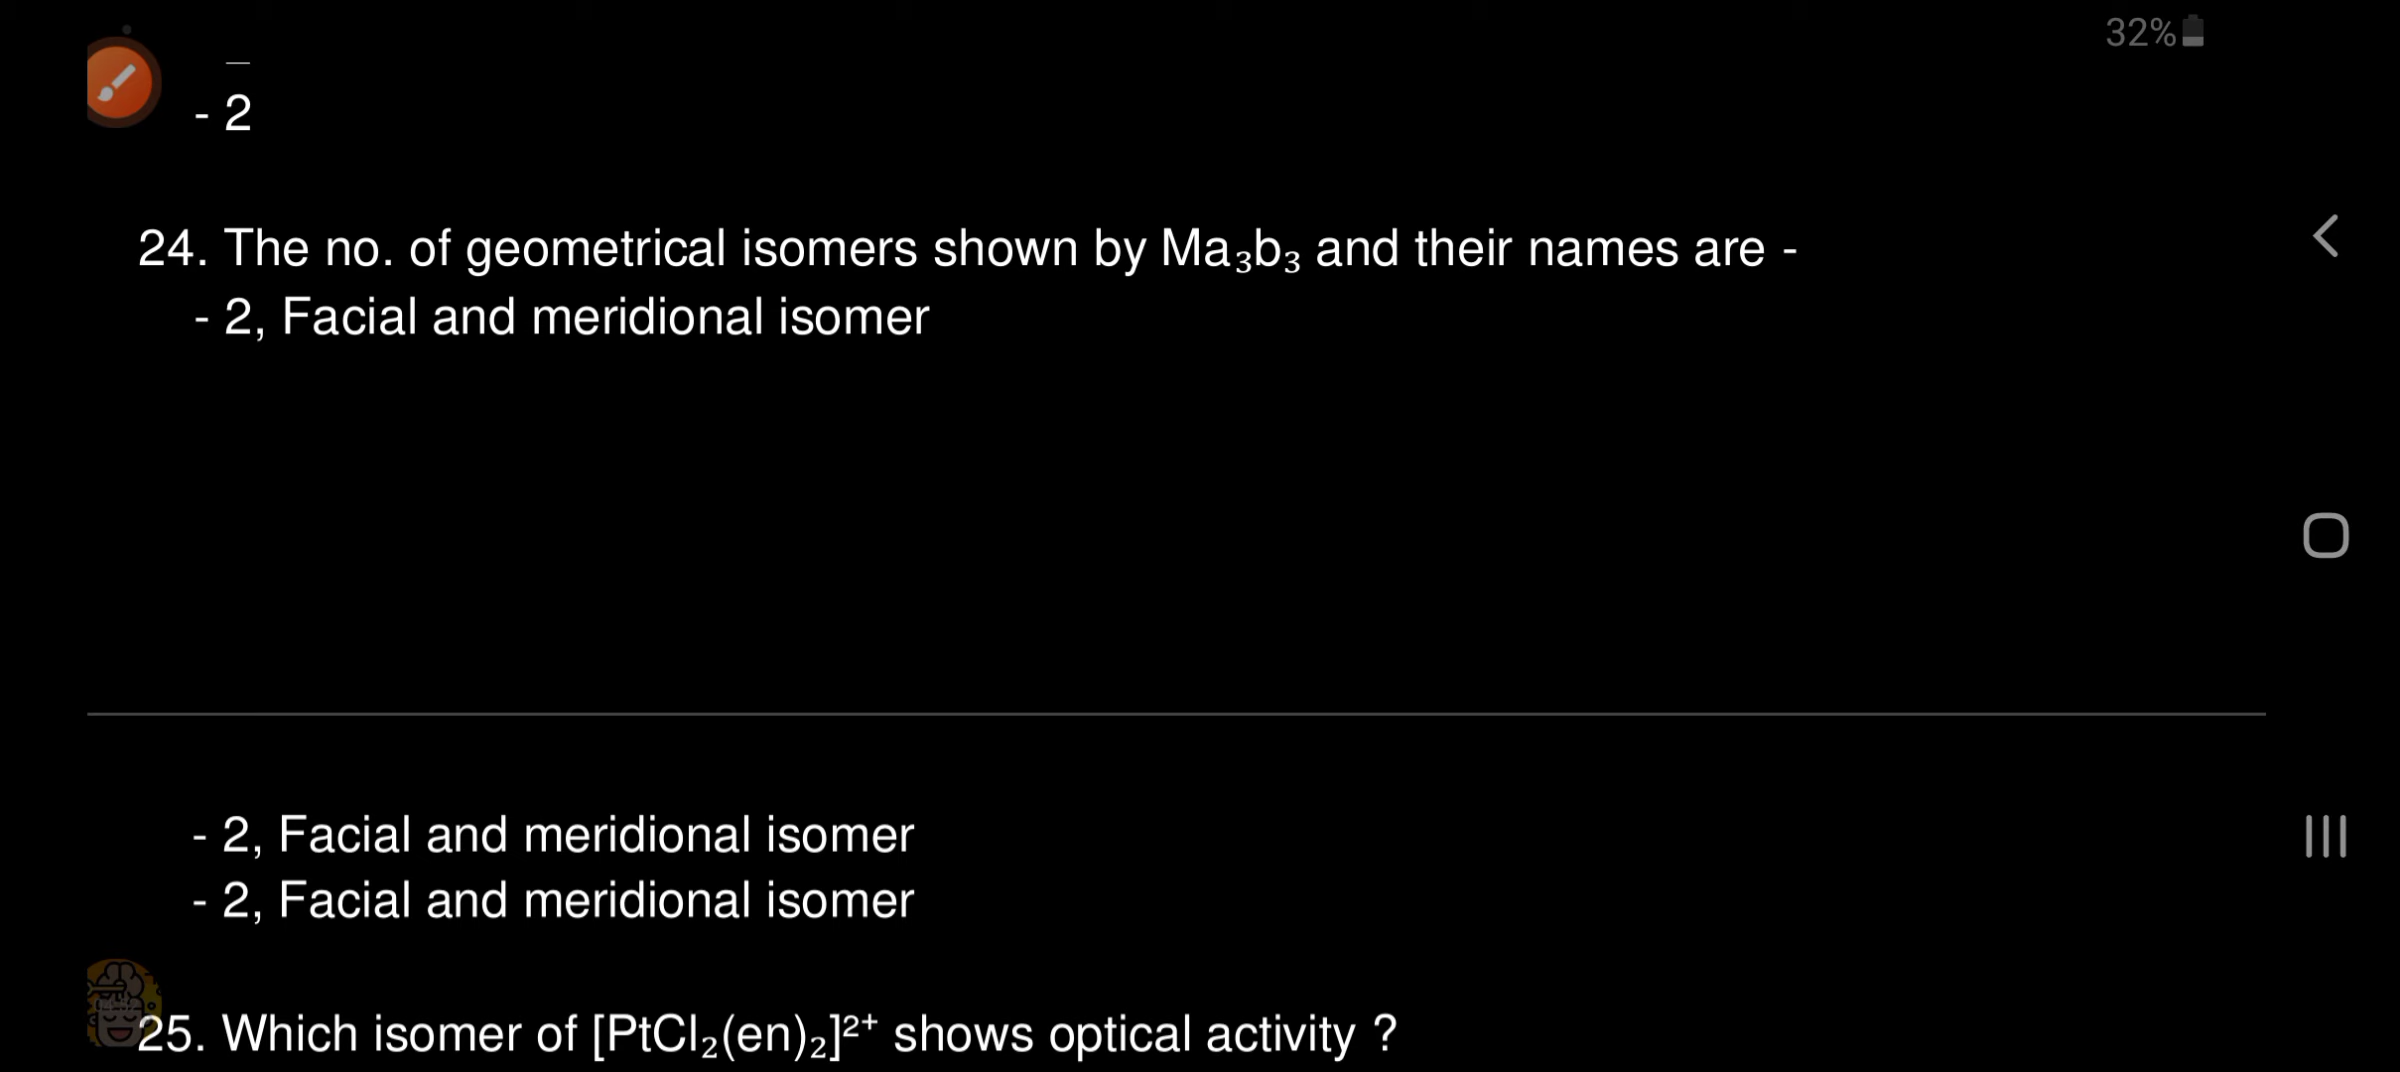 32%
- 2
24. The no. of geometrical isomers shown by Ma₃b₃ and their names are -
- 2, Facial and meridional isomer
- 2, Facial and meridional isomer
- 2, Facial and meridional isomer
25. Which isomer of [PtCl₂(en)₂]²⁺ shows optical activity ?